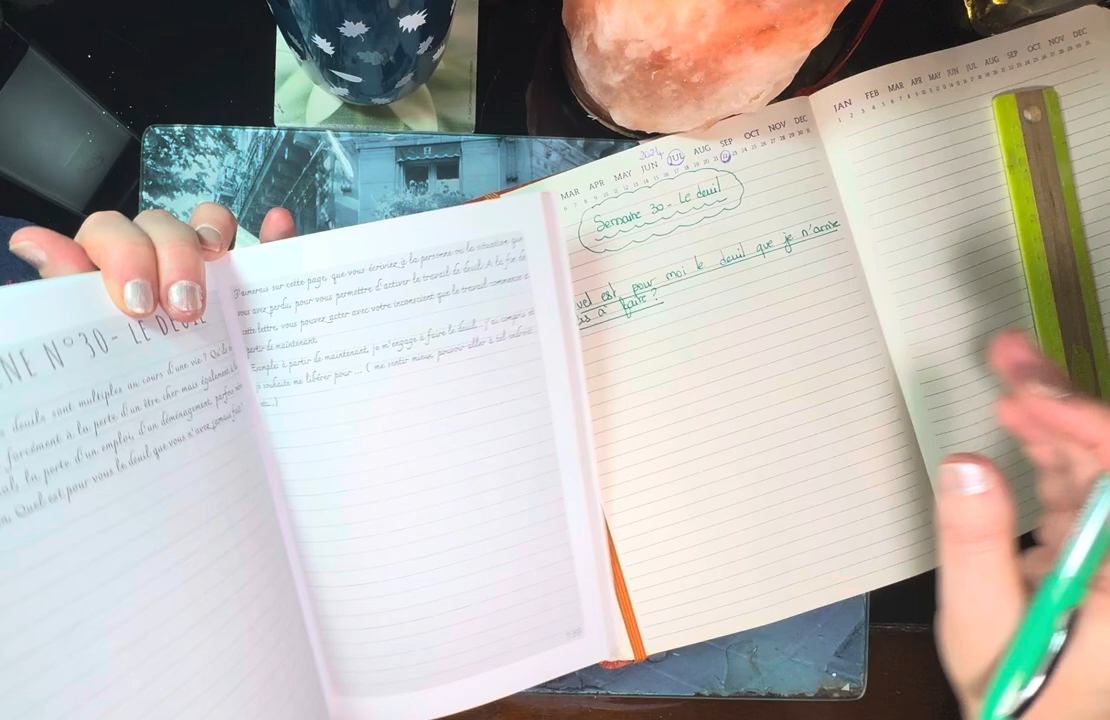 NE N°30- LE DEUIL
deuils sont multiples au cours d'une vie ?
forcément à la perte d'un être cher mais également à
la perte d'un emploi, d'un déménagement, parfois
Quel est pour vous le deuil que vous n'avez jamais fait
J'aimerais sur cette page, que vous écriviez à la personne ou la situation que
vous avez perdu, pour vous permettre d'activer le travail de deuil. A la fin de
cette lettre, vous pouvez acter avec votre inconscient que le travail commence à
partir de maintenant.
Exemple à partir de maintenant, je m'engage à faire le deuil... j'ai compris et
je souhaite me libérer pour ... ( me sentir mieux, pouvoir aller à cet endroit
...)
MAR APR MAY JUN JUL AUG SEP OCT NOV DEC
2024
Semaine 30 - Le deuil
uel est pour moi le deuil que je n'arrive
as à faire ?
JAN FEB MAR APR MAY JUN JUL AUG SEP OCT NOV DEC